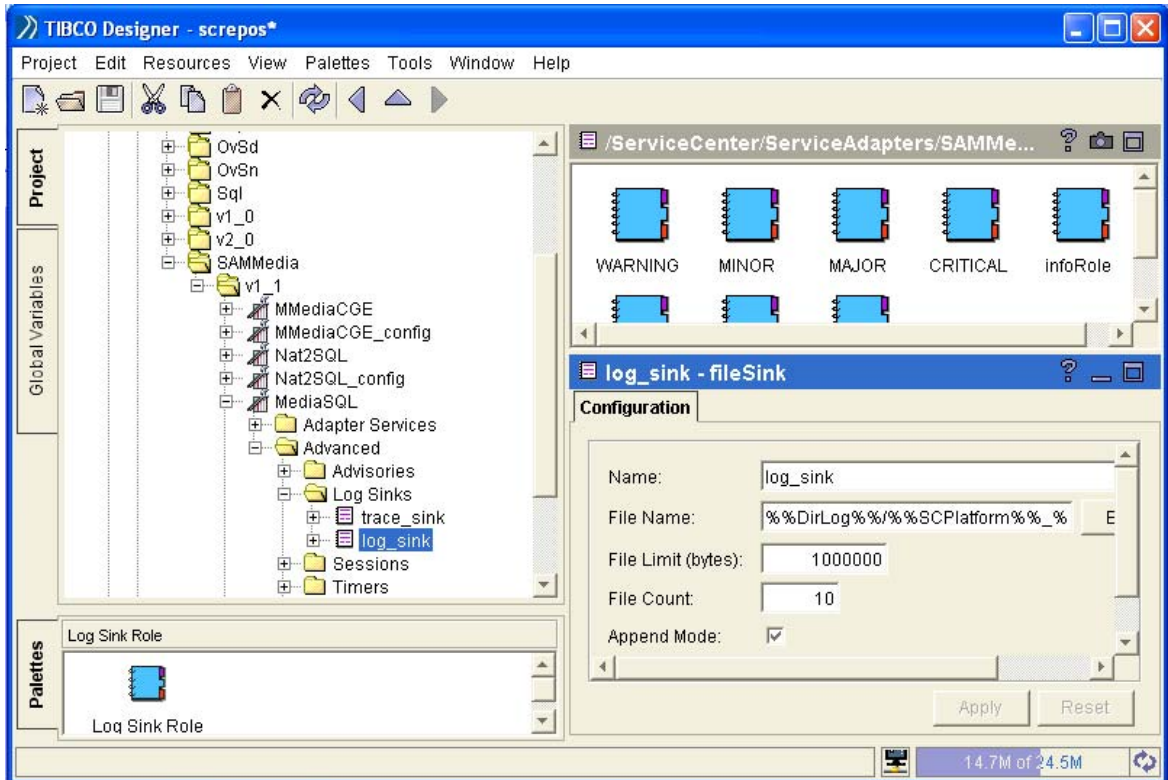 TIBCO Designer - screpos*
Project Edit Resources View Palettes Tools Window Help
Project
Global Variables
OvSd
OvSn
Sql
v1_0
v2_0
SAMMedia
v1_1
MMediaCGE
MMediaCGE_config
Nat2SQL
Nat2SQL_config
MediaSQL
Adapter Services
Advanced
Advisories
Log Sinks
trace_sink
log_sink
Sessions
Timers
Palettes
Log Sink Role
Log Sink Role
/ServiceCenter/ServiceAdapters/SAMMe...
WARNING MINOR MAJOR CRITICAL infoRole
log_sink - fileSink
Configuration
Name: log_sink
File Name: %%DirLog%%/%%SCPlatform%%_%
File Limit (bytes): 1000000
File Count: 10
Append Mode:
Apply Reset
14.7M of 24.5M